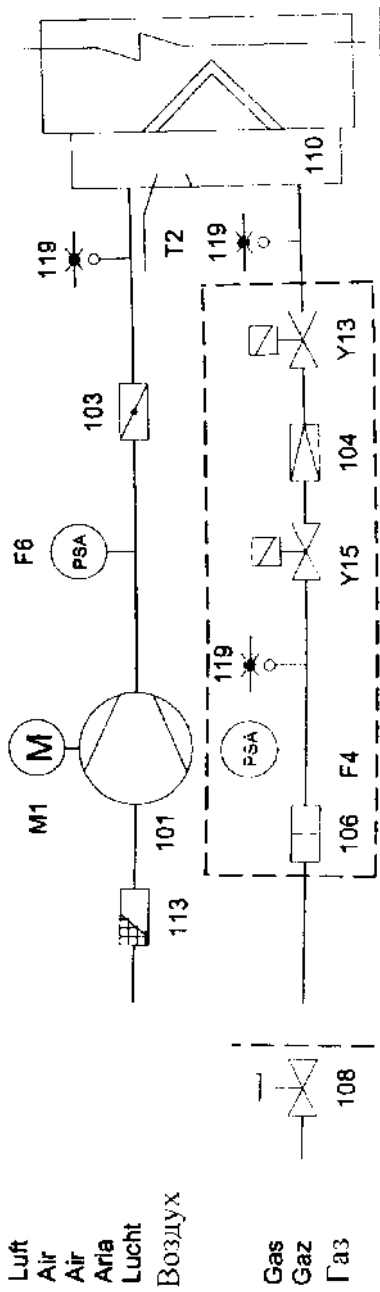 Luft
Air
Air
Aria
Lucht
Воздух
113
101
M1
M
F6
PSA
103
119
T2
110
Gas
Gaz
Газ
108
106
F4
PSA
119
Y15
104
Y13
119